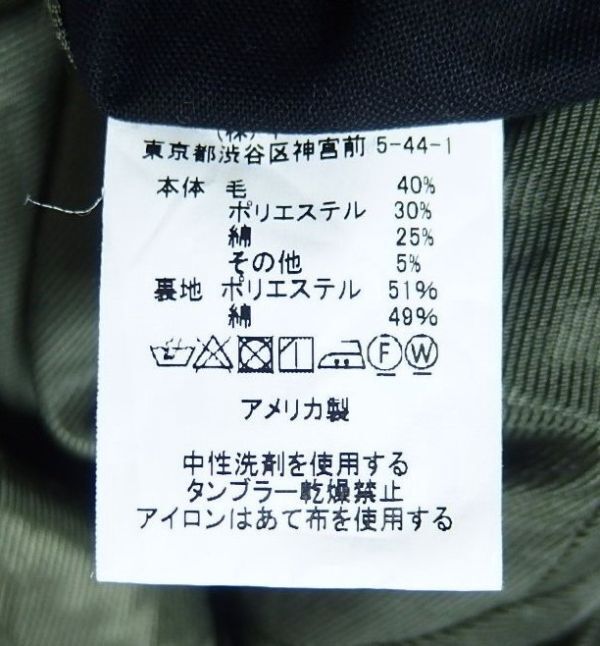 東京都渋谷区神宮前 5-44-1
本体 毛 40%
ポリエステル 30%
綿 25%
その他 5%
裏地 ポリエステル 51%
綿 49%
F W
アメリカ製
中性洗剤を使用する
タンブラー乾燥禁止
アイロンはあて布を使用する